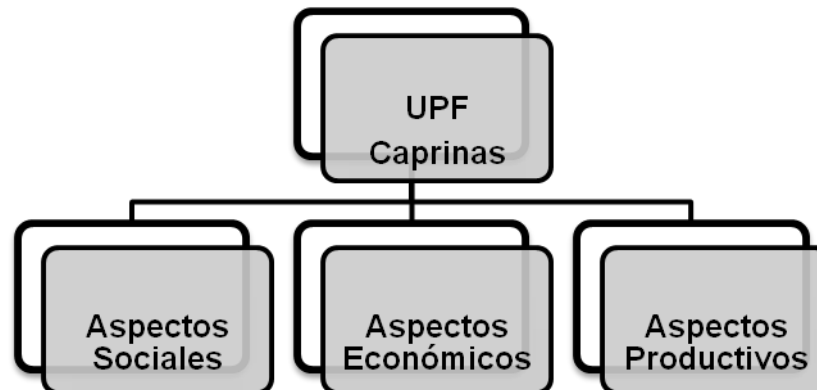 UPF
Caprinas
Aspectos
Sociales
Aspectos
Económicos
Aspectos
Productivos